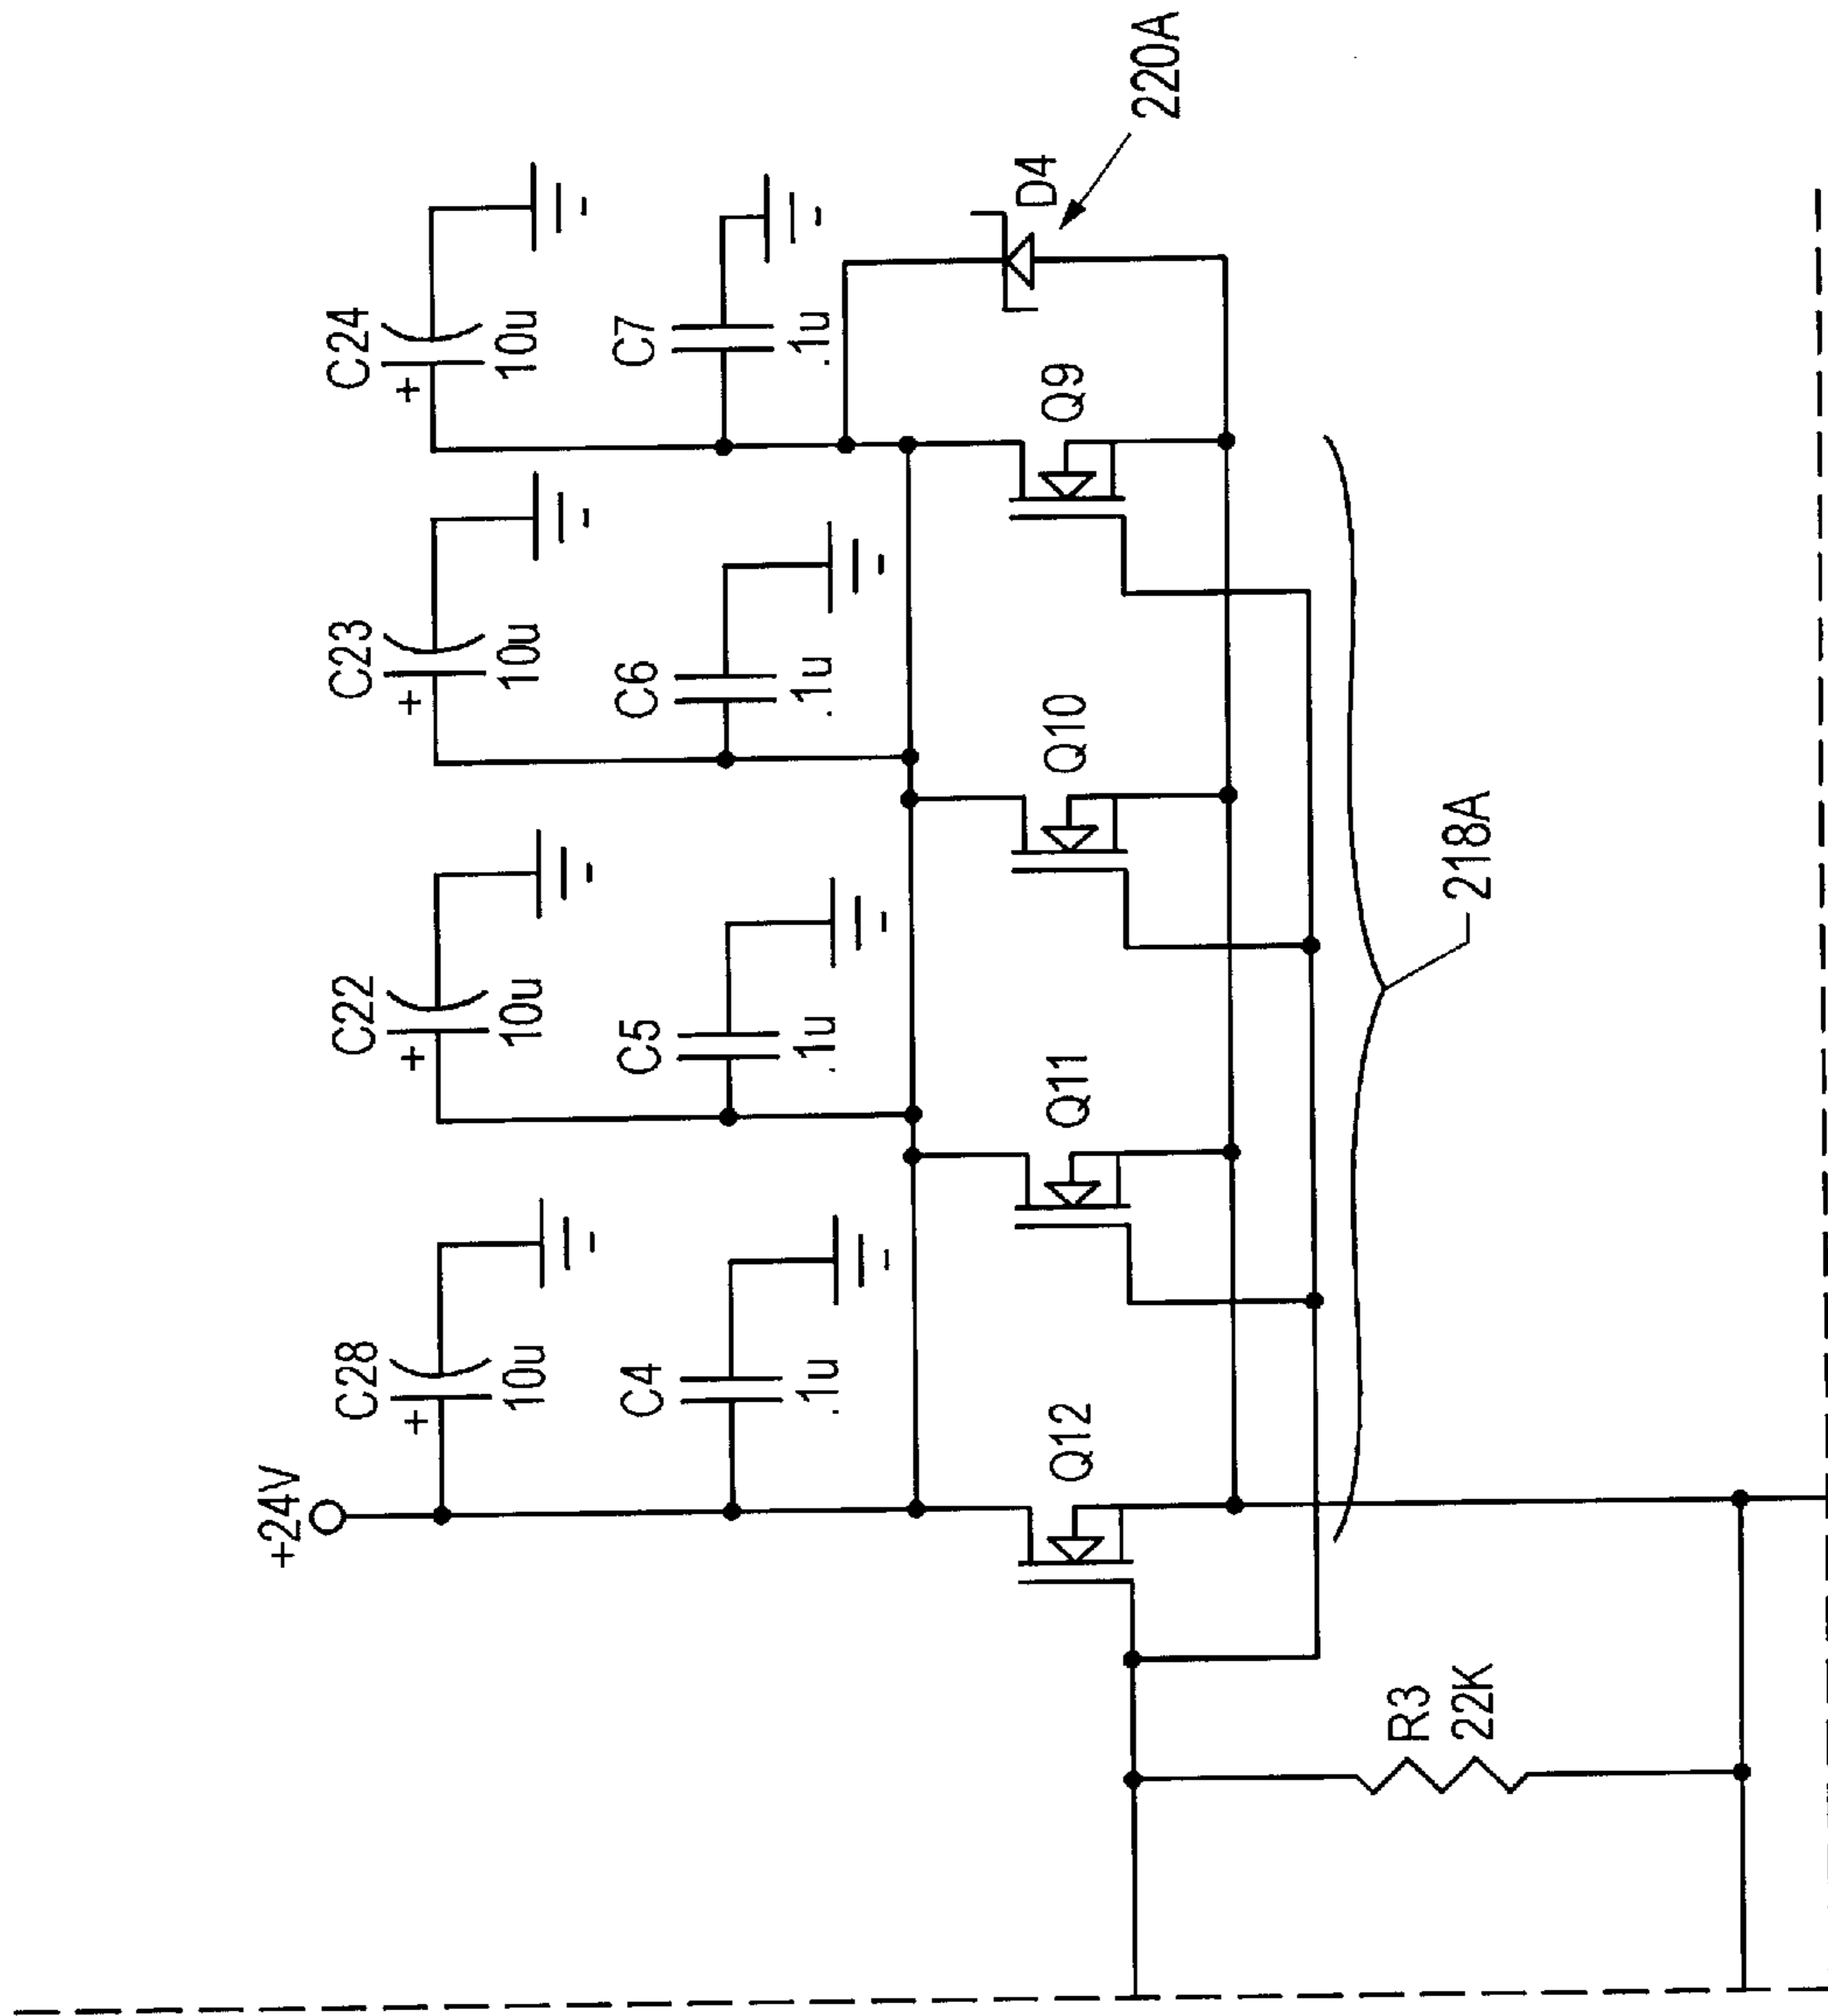 +24V
C28
+
10u
C22
+
10u
C23
+
10u
C24
+
10u
C4
.1u
C5
.1u
C6
.1u
C7
.1u
Q12
Q11
Q10
Q9
D4
220A
R3
22K
218A